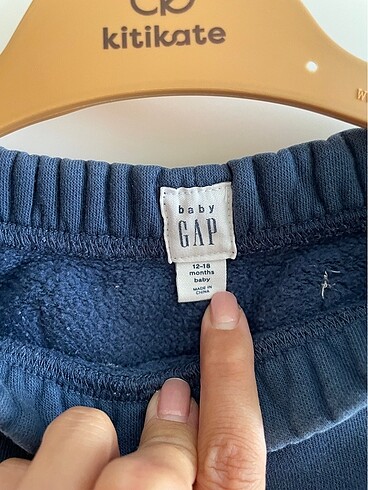 kitikate
baby
GAP
12-18
months
baby
MADE IN
CHINA